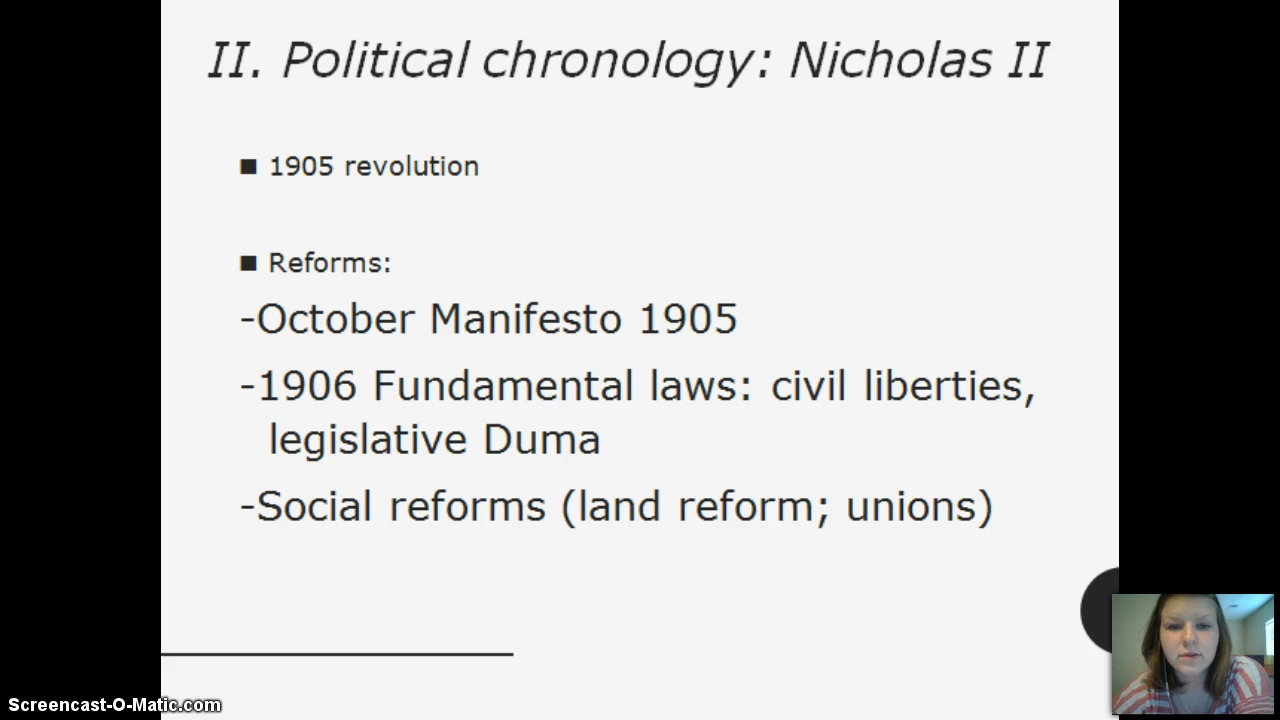 II. Political chronology: Nicholas II
■ 1905 revolution
■ Reforms:
-October Manifesto 1905
-1906 Fundamental laws: civil liberties,
legislative Duma
-Social reforms (land reform; unions)
Screencast-O-Matic.com